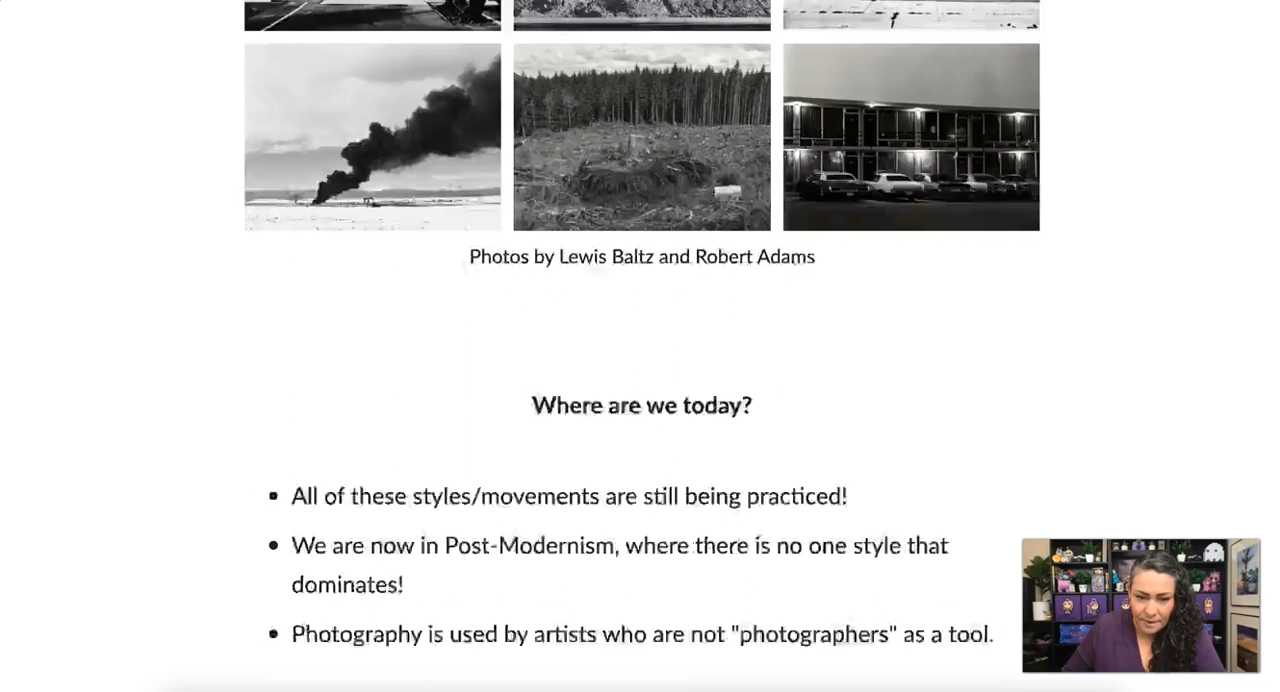 Photos by Lewis Baltz and Robert Adams
Where are we today?
• All of these styles/movements are still being practiced!
• We are now in Post-Modernism, where there is no one style that
dominates!
• Photography is used by artists who are not "photographers" as a tool.